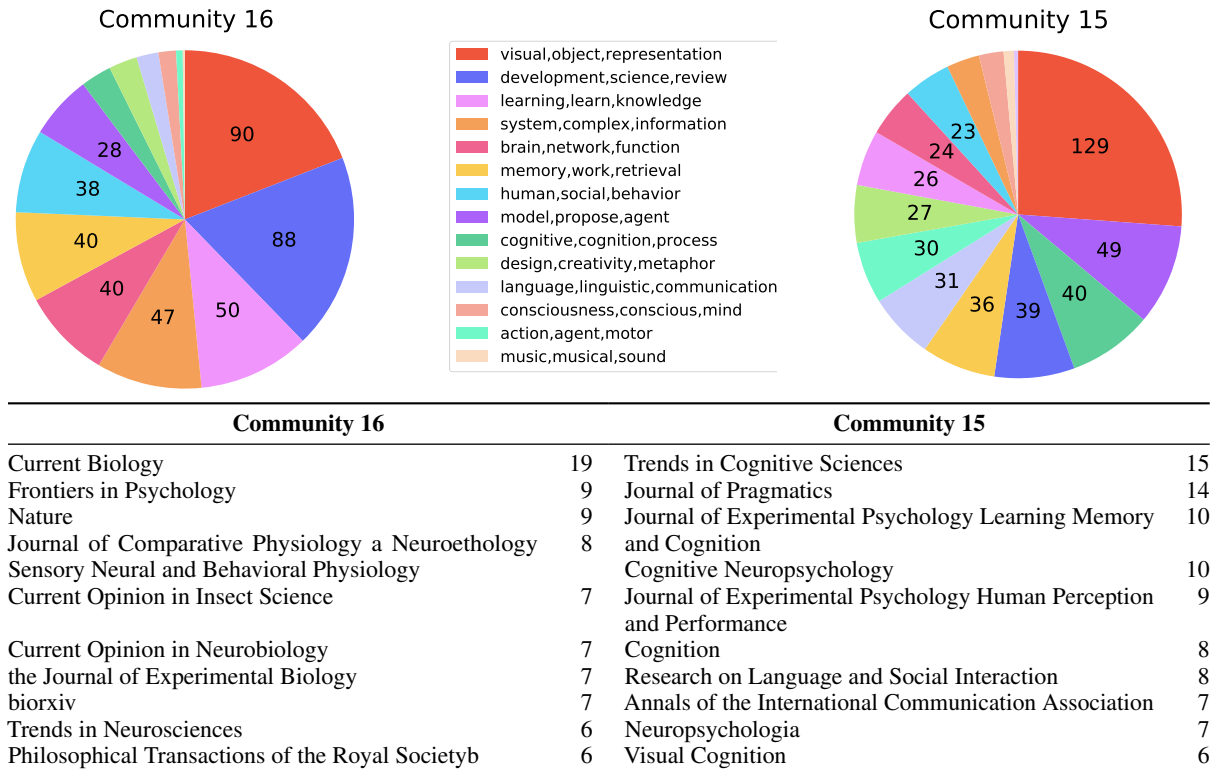 Community 16
Community 15
90
88
50
47
40
40
38
28
visual,object,representation
development,science,review
learning,learn,knowledge
system,complex,information
brain,network,function
memory,work,retrieval
human,social,behavior
model,propose,agent
cognitive,cognition,process
design,creativity,metaphor
language,linguistic,communication
consciousness,conscious,mind
action,agent,motor
music,musical,sound
129
49
40
39
36
31
30
27
26
24
23
Community 16 Community 15
Current Biology 19 Trends in Cognitive Sciences 15
Frontiers in Psychology 9 Journal of Pragmatics 14
Nature 9 Journal of Experimental Psychology Learning Memory 10
Journal of Comparative Physiology a Neuroethology 8 and Cognition
Sensory Neural and Behavioral Physiology Cognitive Neuropsychology 10
Current Opinion in Insect Science 7 Journal of Experimental Psychology Human Perception 9
and Performance
Current Opinion in Neurobiology 7 Cognition 8
the Journal of Experimental Biology 7 Research on Language and Social Interaction 8
biorxiv 7 Annals of the International Communication Association 7
Trends in Neurosciences 6 Neuropsychologia 7
Philosophical Transactions of the Royal Societyb 6 Visual Cognition 6